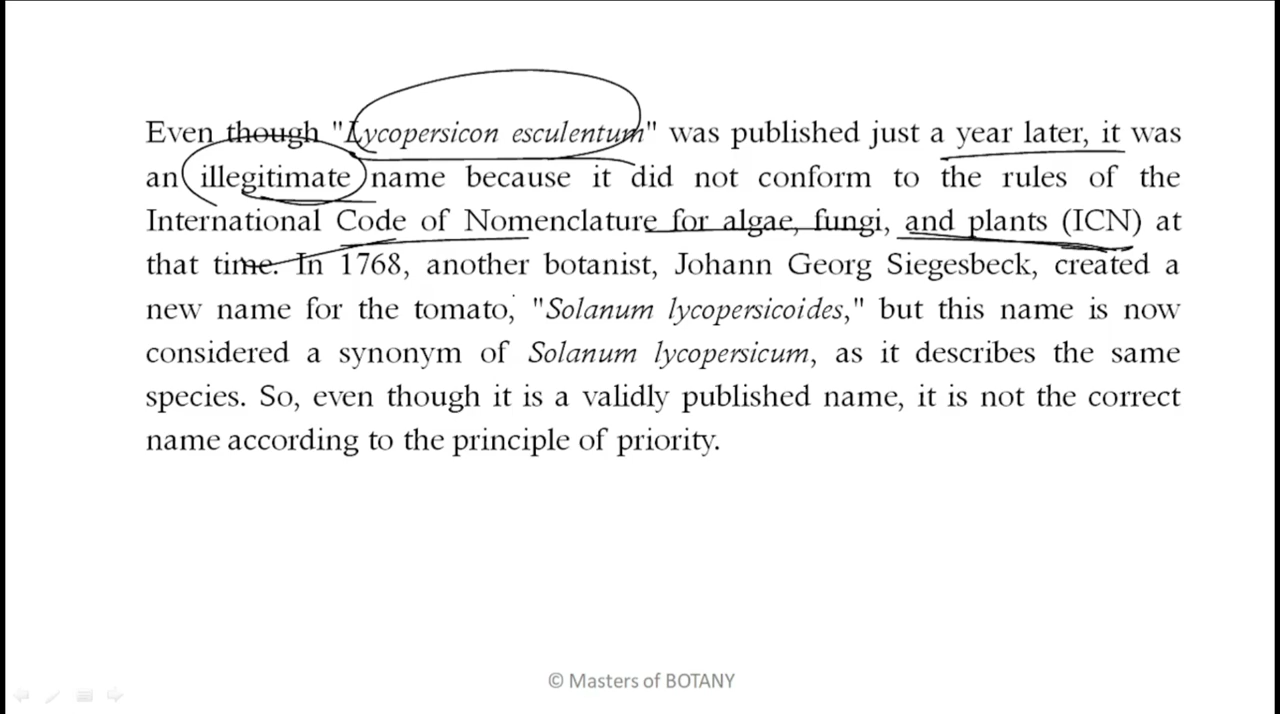 Even though "Lycopersicon esculentum" was published just a year later, it was
an illegitimate name because it did not conform to the rules of the
International Code of Nomenclature for algae, fungi, and plants (ICN) at
that time. In 1768, another botanist, Johann Georg Siegesbeck, created a
new name for the tomato, "Solanum lycopersicoides," but this name is now
considered a synonym of Solanum lycopersicum, as it describes the same
species. So, even though it is a validly published name, it is not the correct
name according to the principle of priority.
© Masters of BOTANY